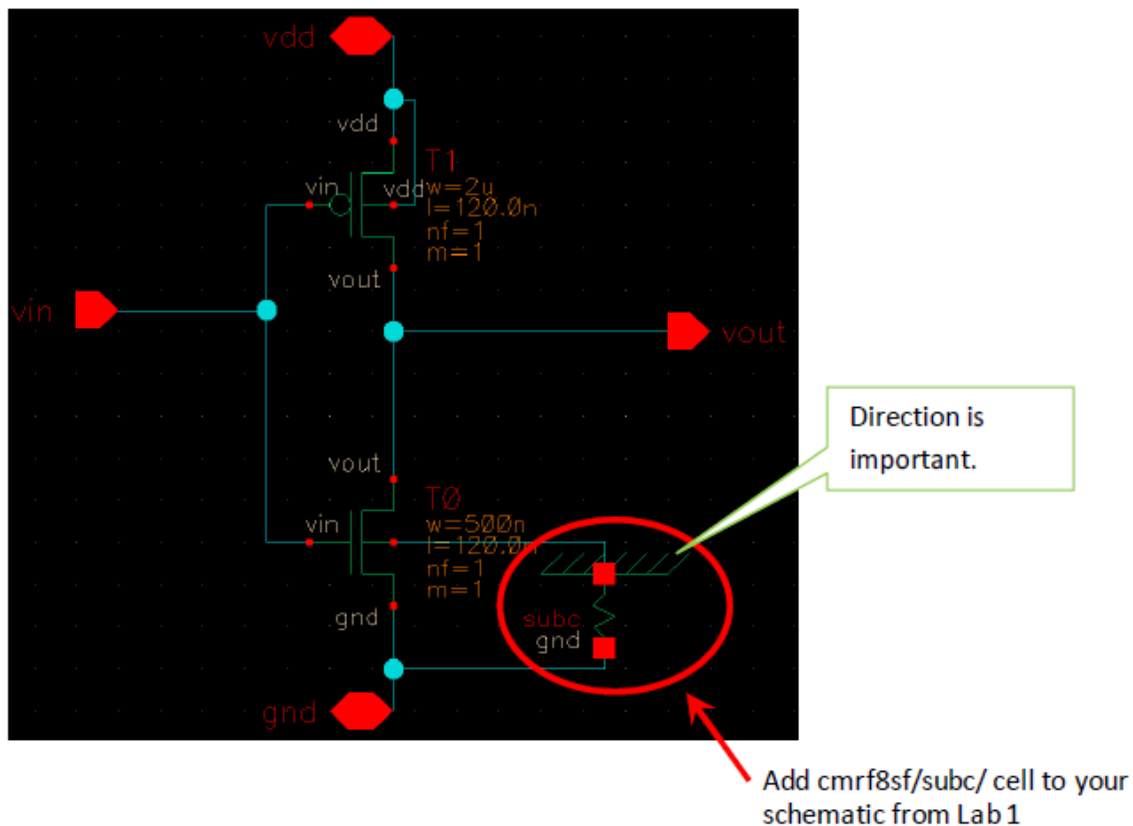 vdd
vdd
T1
vin
vdd
w=2u
l=120.0n
nf=1
m=1
vout
vin
vout
Direction is
important.
vout
T0
vin
w=500n
l=120.0n
nf=1
m=1
gnd
subc
gnd
gnd
Add cmrf8sf/subc/ cell to your
schematic from Lab 1